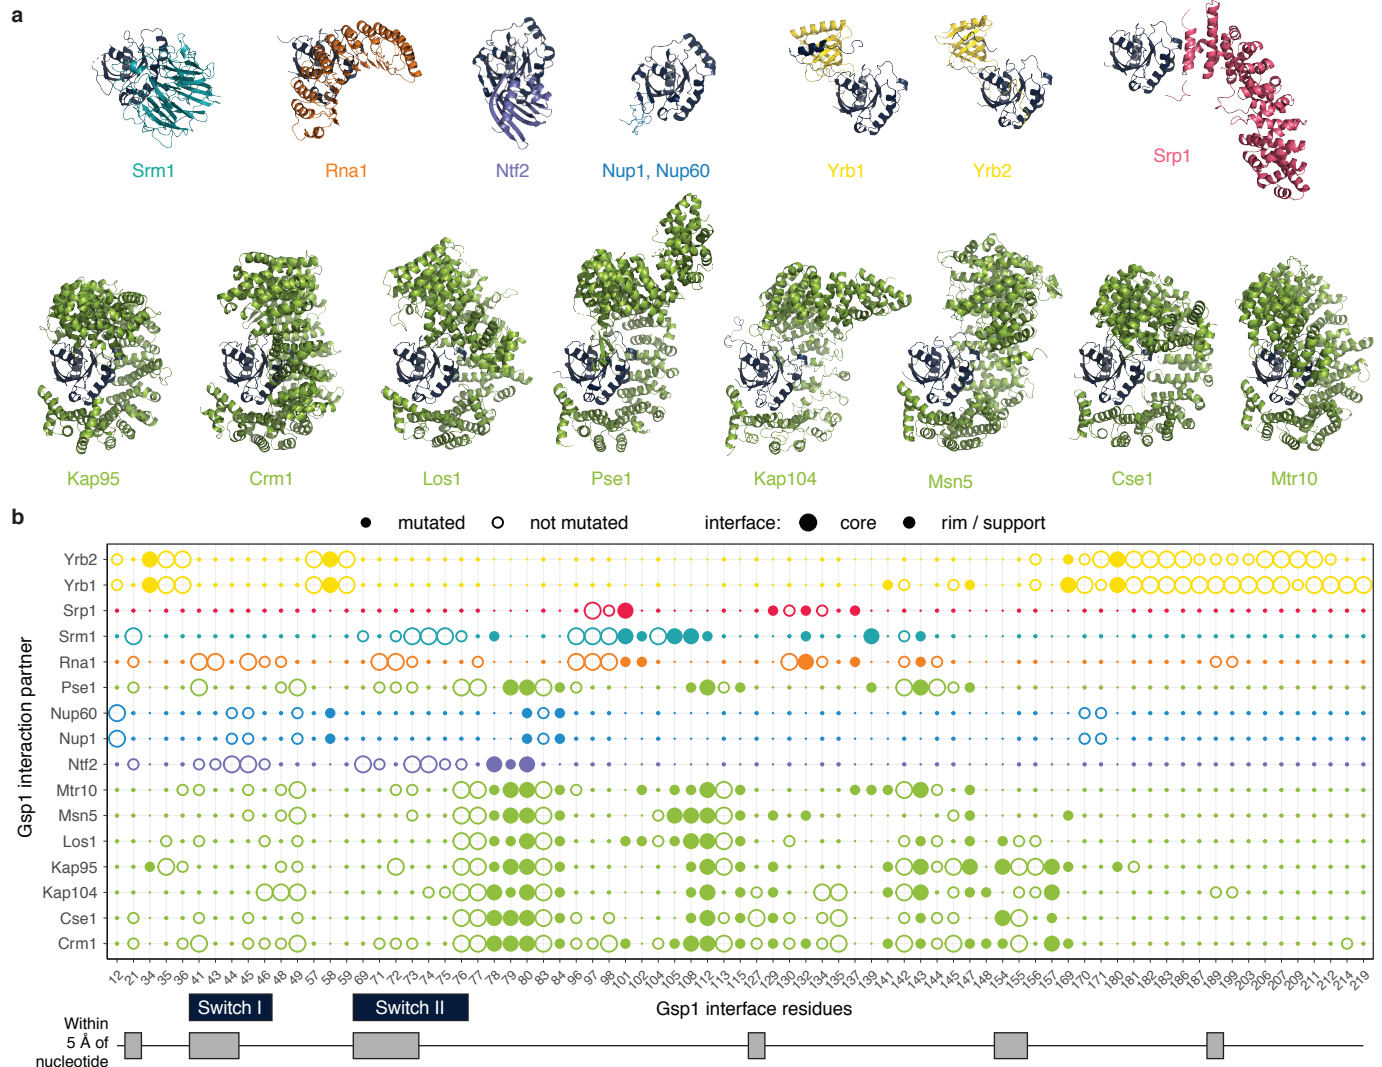 a
Srm1
Rna1
Ntf2
Nup1, Nup60
Yrb1
Yrb2
Srp1
Kap95
Crm1
Los1
Pse1
Kap104
Msn5
Cse1
Mtr10
b
mutated
not mutated
interface:
core
rim / support
Gsp1 interaction partner
Yrb2
Yrb1
Srp1
Srm1
Rna1
Pse1
Nup60
Nup1
Ntf2
Mtr10
Msn5
Los1
Kap95
Kap104
Cse1
Crm1
12 21 34 35 36 41 43 44 45 46 48 49 57 58 59 69 71 72 73 74 75 76 77 78 79 80 83 84 96 97 98 101 102 104 105 108 112 113 115 127 129 130 132 134 135 137 139 141 142 143 144 145 147 148 154 155 156 157 169 170 171 180 181 182 183 186 187 189 199 203 206 207 209 211 212 214 219
Switch I
Switch II
Gsp1 interface residues
Within
5 Å of
nucleotide